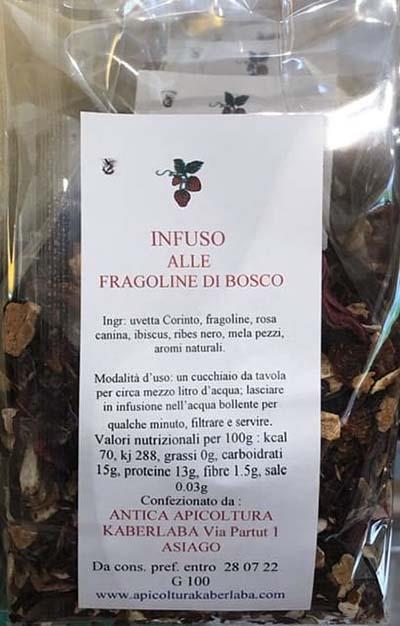 INFUSO
ALLE
FRAGOLINE DI BOSCO
Ingr: uvetta Corinto, fragoline, rosa
canina, ibiscus, ribes nero, mela pezzi,
aromi naturali.
Modalità d'uso: un cucchiaio da tavola
per circa mezzo litro d'acqua; lasciare
in infusione nell'acqua bollente per
qualche minuto, filtrare e servire.
Valori nutrizionali per 100g : kcal
70, kj 288, grassi 0g, carboidrati
15g, proteine 13g, fibre 1.5g, sale
0.03g
Confezionato da :
ANTICA APICOLTURA
KABERLABA Via Partut 1
ASIAGO
Da cons. pref. entro 28 07 22
G 100
www.apicolturakaberlaba.com